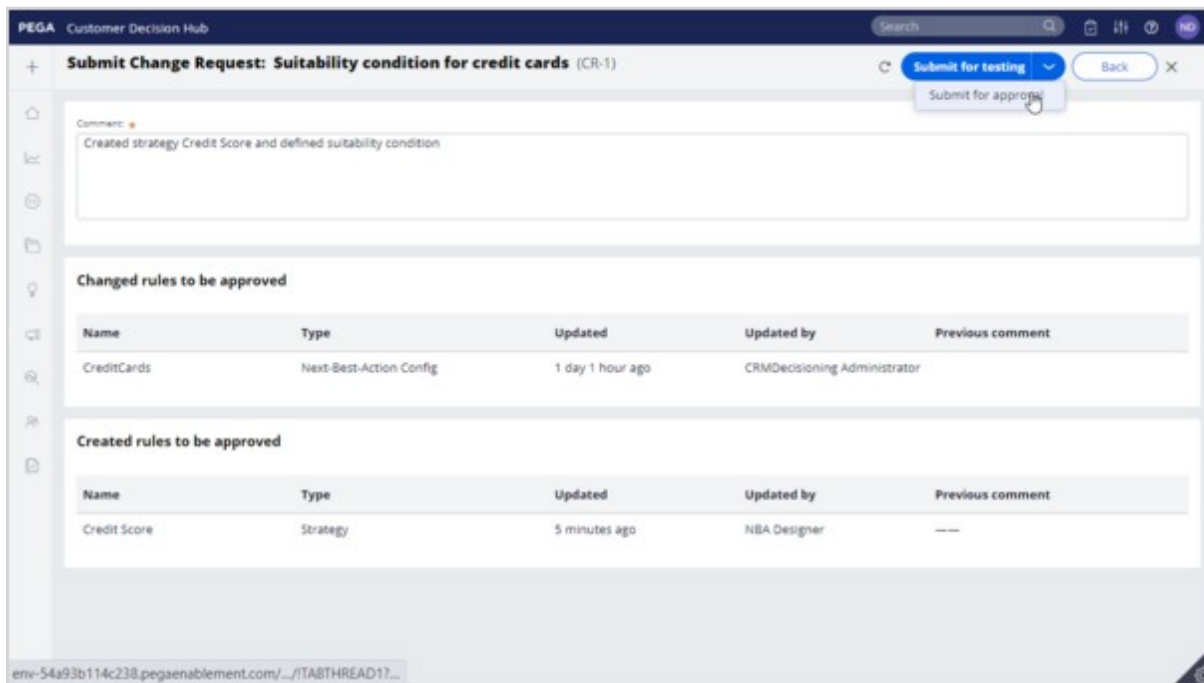 PEGA Customer Decision Hub Search ND
Submit Change Request: Suitability condition for credit cards (CR-1) Submit for testing Back
Submit for approval
Comment:
Created strategy Credit Score and defined suitability condition
Changed rules to be approved
Name Type Updated Updated by Previous comment
CreditCards Next-Best-Action Config 1 day 1 hour ago CRMDecisioning Administrator
Created rules to be approved
Name Type Updated Updated by Previous comment
Credit Score Strategy 5 minutes ago NBA Designer ——
env-54a93b114c238.pegaenablement.com/.../!TABTHREAD1?...